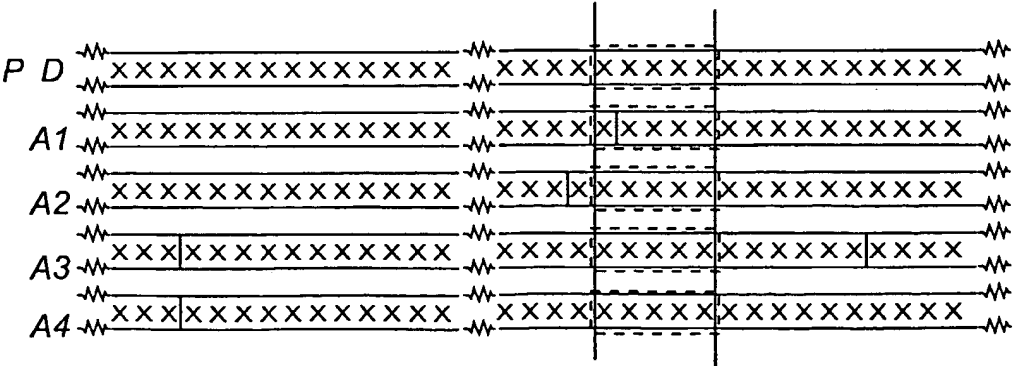 P D X X X X X X X X X X X X X X X X X X X X X X X X X X X X X X X X X
A1 X X X X X X X X X X X X X X X X X X X X X X X X X X X X X X X X X
A2 X X X X X X X X X X X X X X X X X X X X X X X X X X X X X X X X X
A3 X X X X X X X X X X X X X X X X X X X X X X X X X X X X X X X X X
A4 X X X X X X X X X X X X X X X X X X X X X X X X X X X X X X X X X